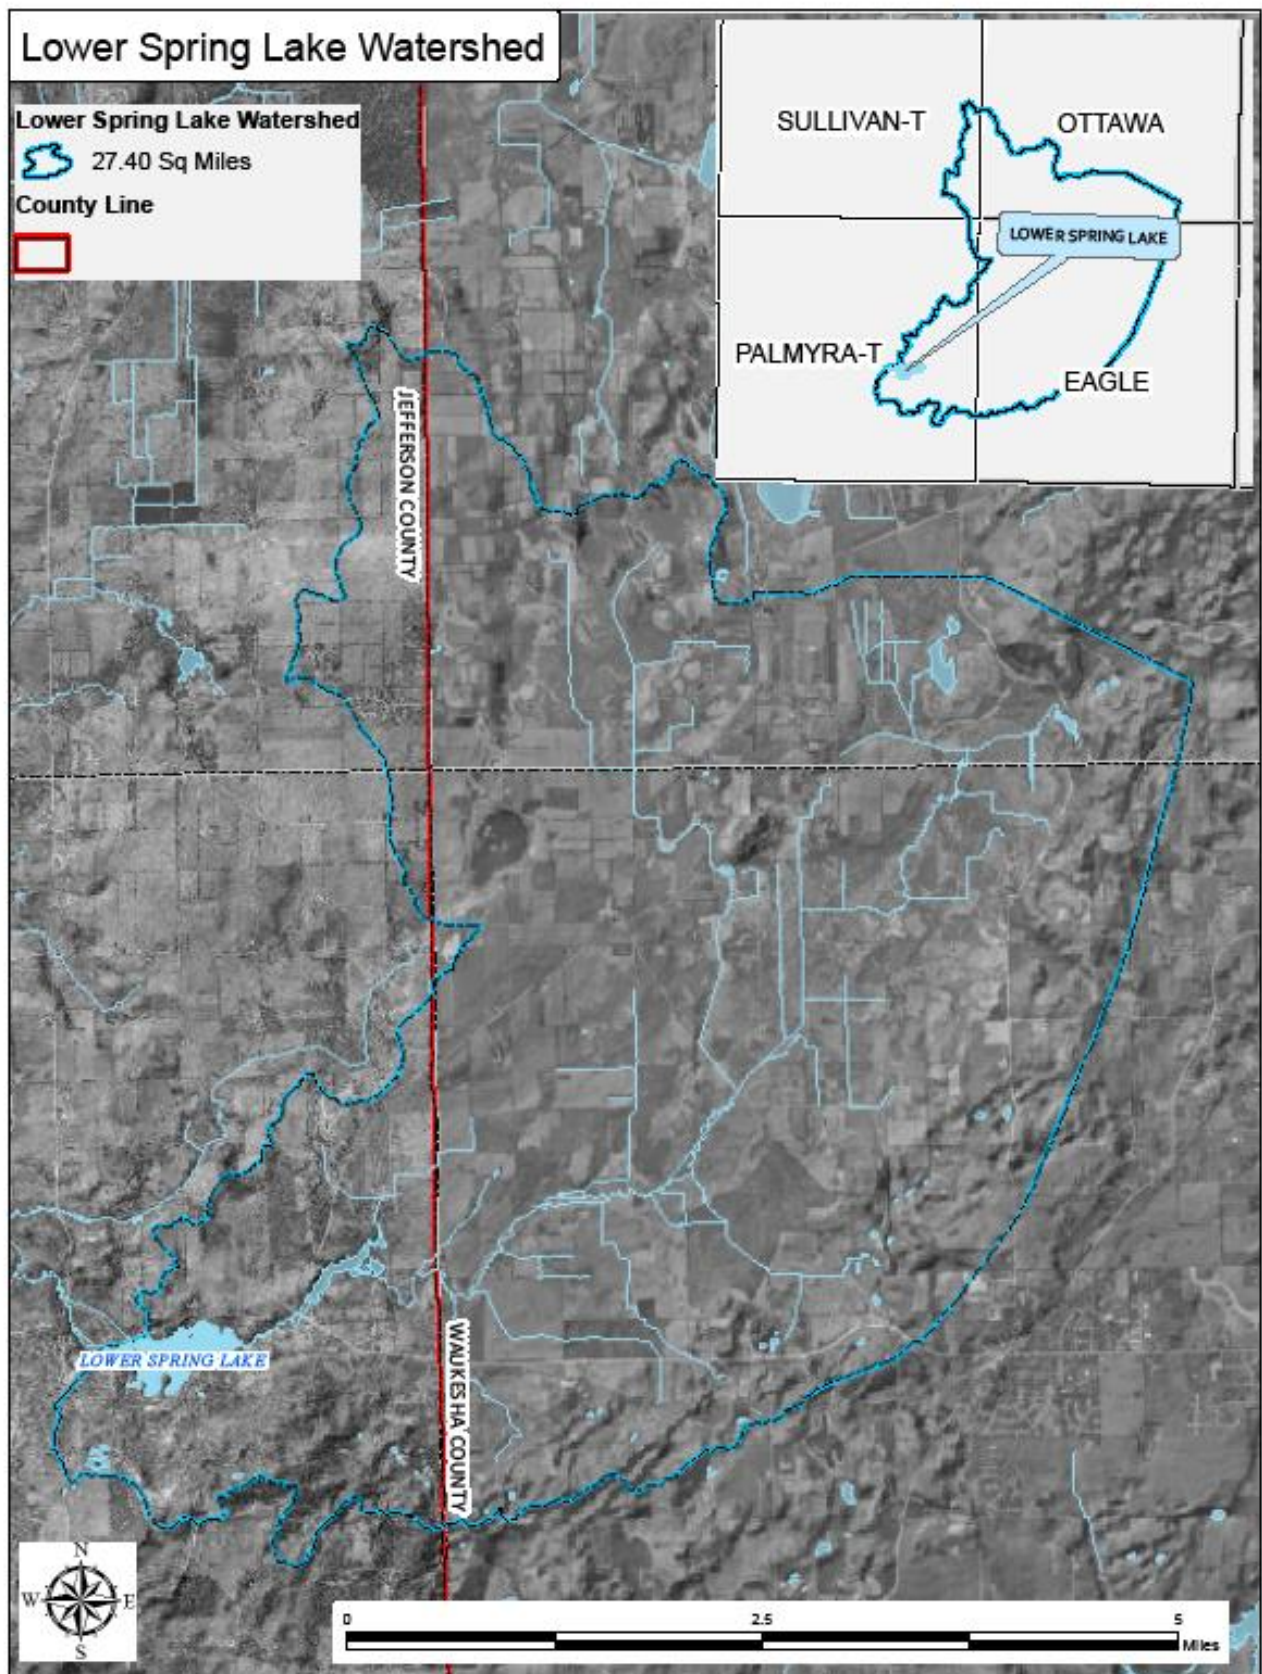 Lower Spring Lake Watershed
Lower Spring Lake Watershed
27.40 Sq Miles
County Line
SULLIVAN-T
OTTAWA
LOWER SPRING LAKE
PALMYRA-T
EAGLE
JEFFERSON COUNTY
LOWER SPRING LAKE
WAUKESHA COUNTY
N
W
E
S
0
2.5
5
Miles